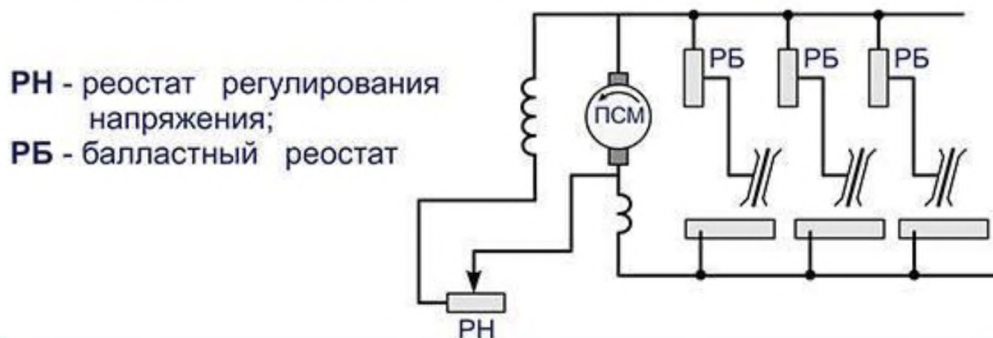 РН - реостат регулирования
напряжения;
РБ - балластный реостат
РБ РБ РБ
ПСМ
РН